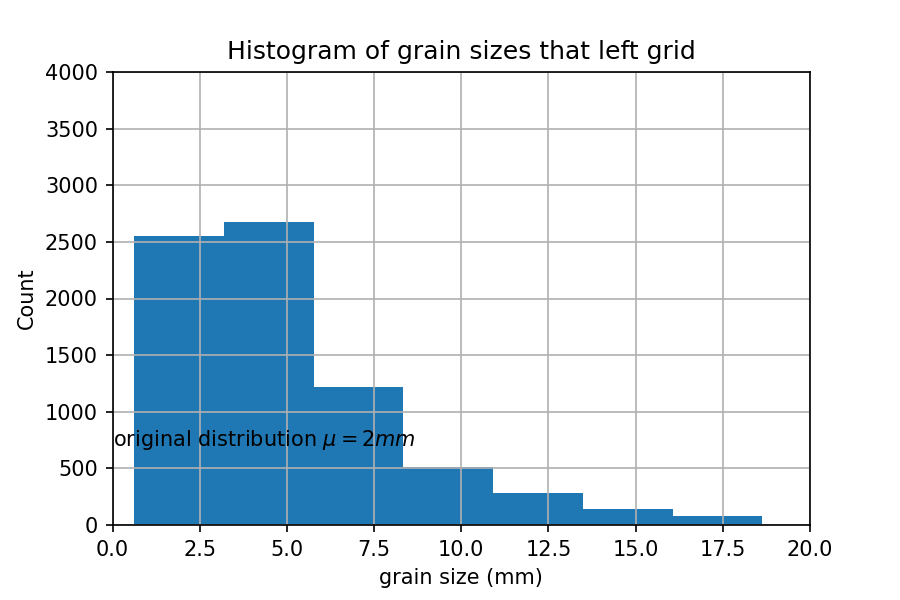 Histogram of grain sizes that left grid
4000
3500
3000
2500
2000
1500
1000
500
0
Count
original distribution μ = 2mm
0.0 2.5 5.0 7.5 10.0 12.5 15.0 17.5 20.0
grain size (mm)